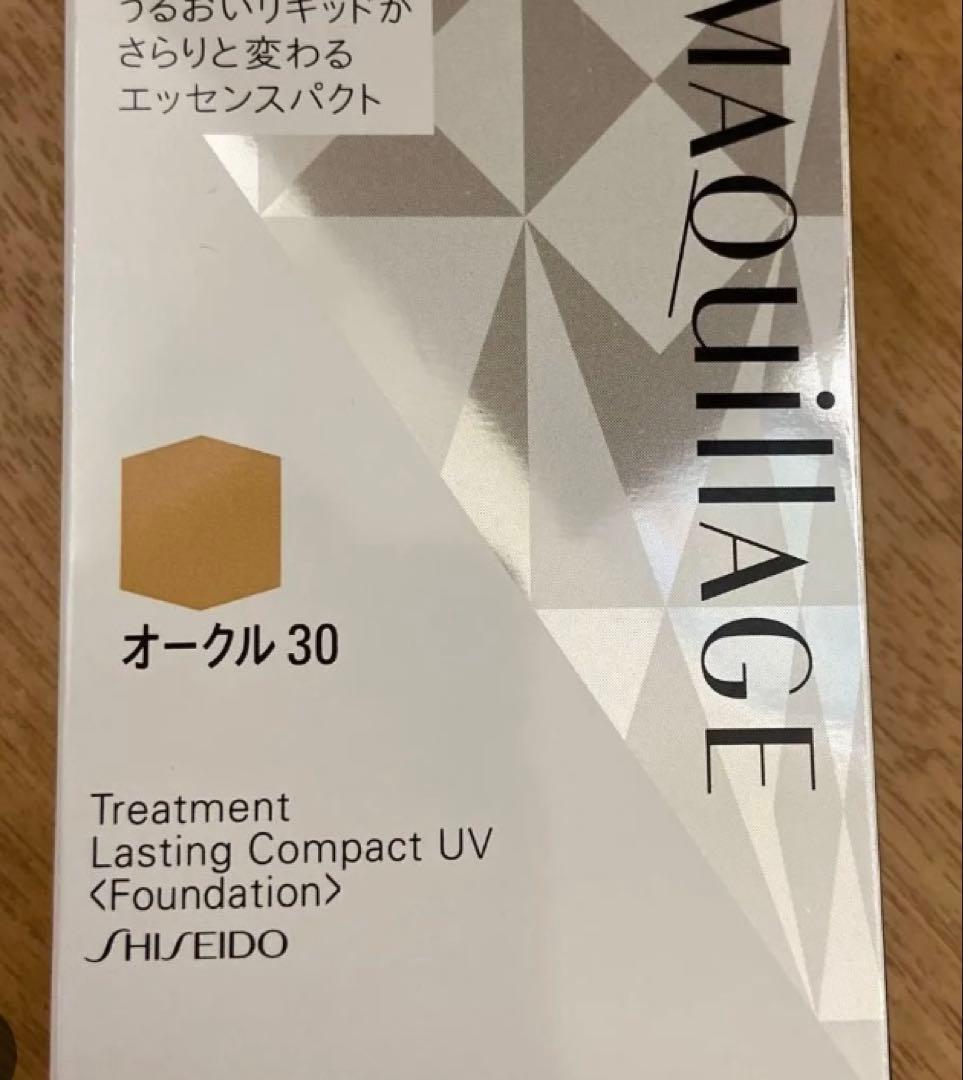 うるおいリキッドが
さらりと変わる
エッセンスパクト
MAQuillAGE
オークル 30
Treatment
Lasting Compact UV
<Foundation>
SHISEIDO